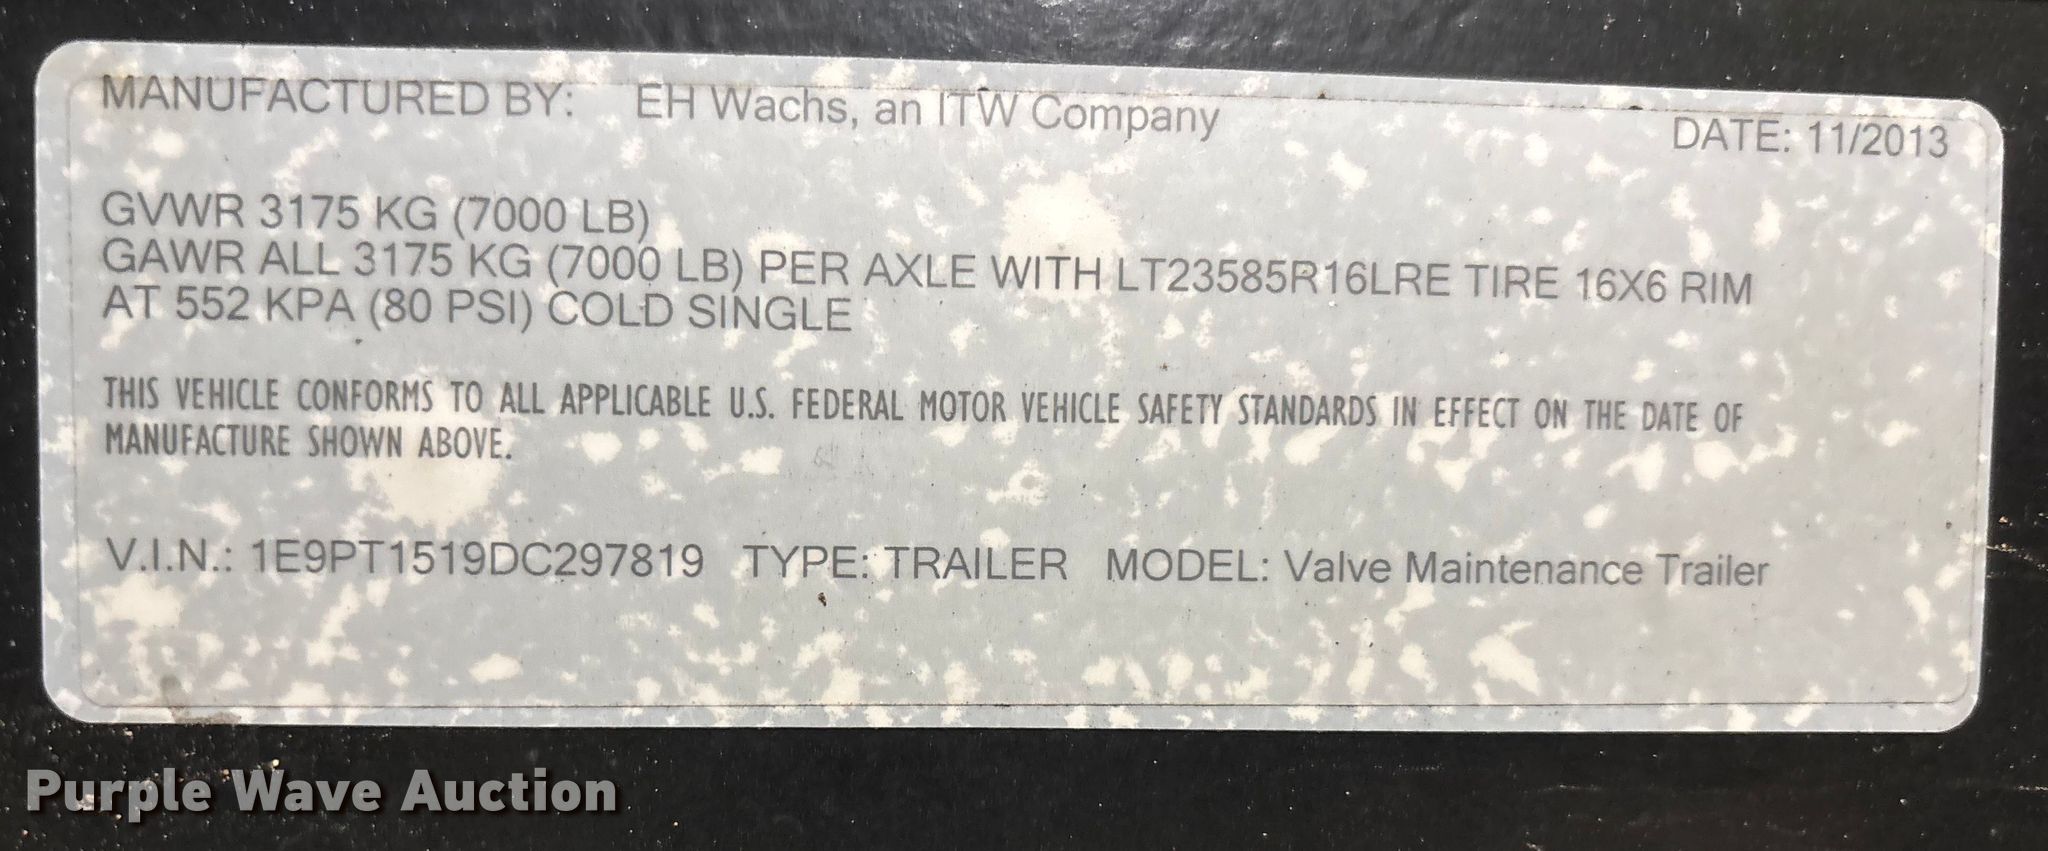 MANUFACTURED BY: EH Wachs, an ITW Company DATE: 11/2013
GVWR 3175 KG (7000 LB)
GAWR ALL 3175 KG (7000 LB) PER AXLE WITH LT23585R16LRE TIRE 16X6 RIM
AT 552 KPA (80 PSI) COLD SINGLE
THIS VEHICLE CONFORMS TO ALL APPLICABLE U.S. FEDERAL MOTOR VEHICLE SAFETY STANDARDS IN EFFECT ON THE DATE OF
MANUFACTURE SHOWN ABOVE.
V.I.N.: 1E9PT1519DC297819 TYPE: TRAILER MODEL: Valve Maintenance Trailer
Purple Wave Auction